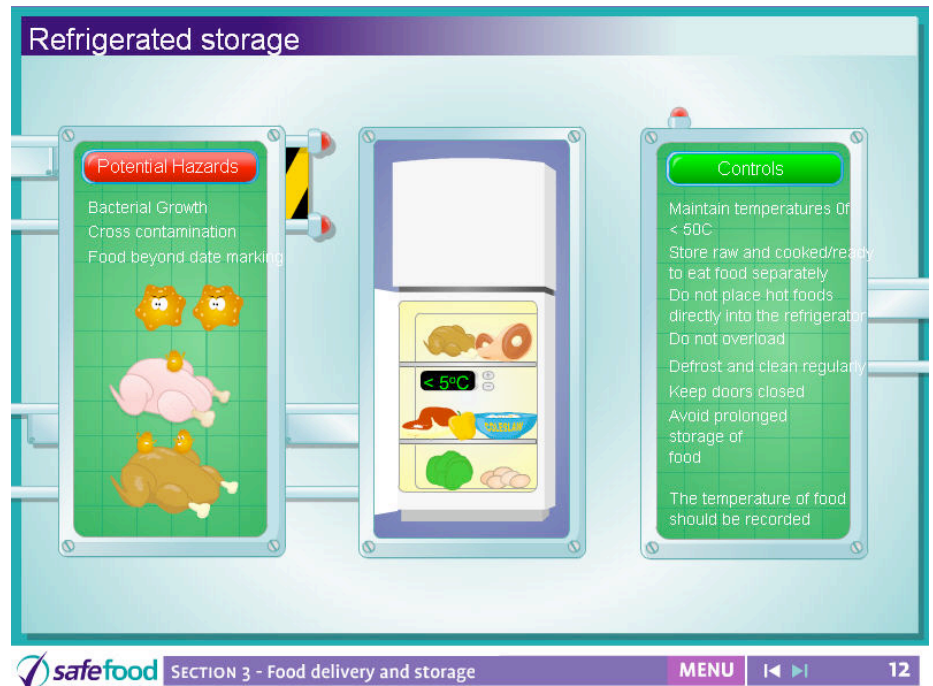 Refrigerated storage
Potential Hazards
Bacterial Growth
Cross contamination
Food beyond date marking
< 5ºC
COLESLAW
Controls
Maintain temperatures 0f
< 50C
Store raw and cooked/ready
to eat food separately
Do not place hot foods
directly into the refrigerator
Do not overload
Defrost and clean regularly
Keep doors closed
Avoid prolonged
storage of
food
The temperature of food
should be recorded
safefood SECTION 3 - Food delivery and storage MENU 12